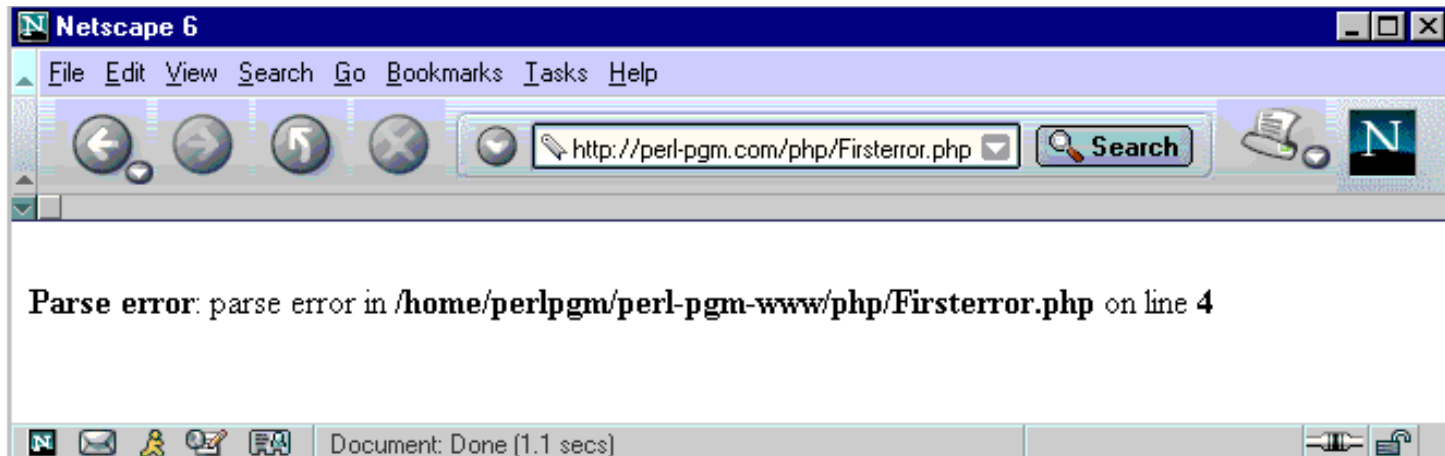 N Netscape 6
File Edit View Search Go Bookmarks Tasks Help
http://perl-pgm.com/php/Firsterror.php Search N
Parse error: parse error in /home/perlpgm/perl-pgm-www/php/Firsterror.php on line 4
N Document: Done (1.1 secs)